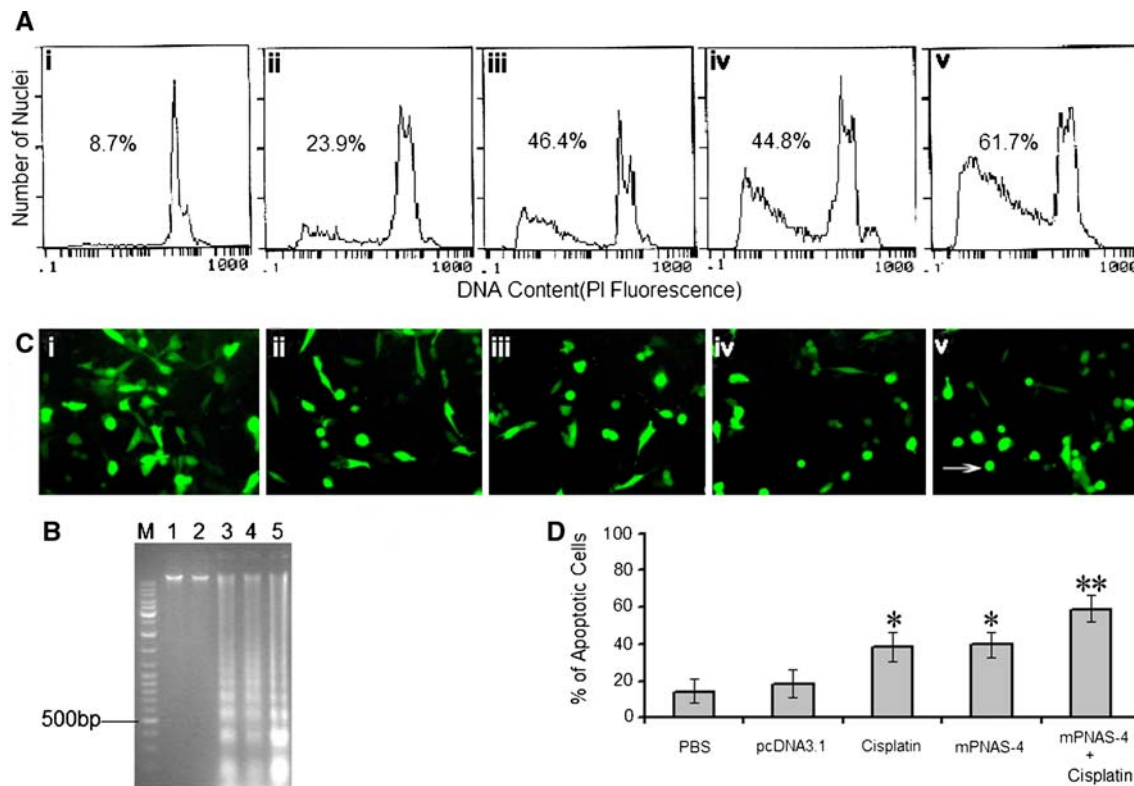 A
i
ii
iii
iv
v
8.7%
23.9%
46.4%
44.8%
61.7%
Number of Nuclei
.1 1000
.1 1000
.1 1000
.1 1000
.1 1000
DNA Content(PI Fluorescence)
C
i
ii
iii
iv
v
B
M 1 2 3 4 5
500bp
D
% of Apoptotic Cells
100
80
60
40
20
0
*
*
**
PBS
pcDNA3.1
Cisplatin
mPNAS-4
mPNAS-4
+
Cisplatin